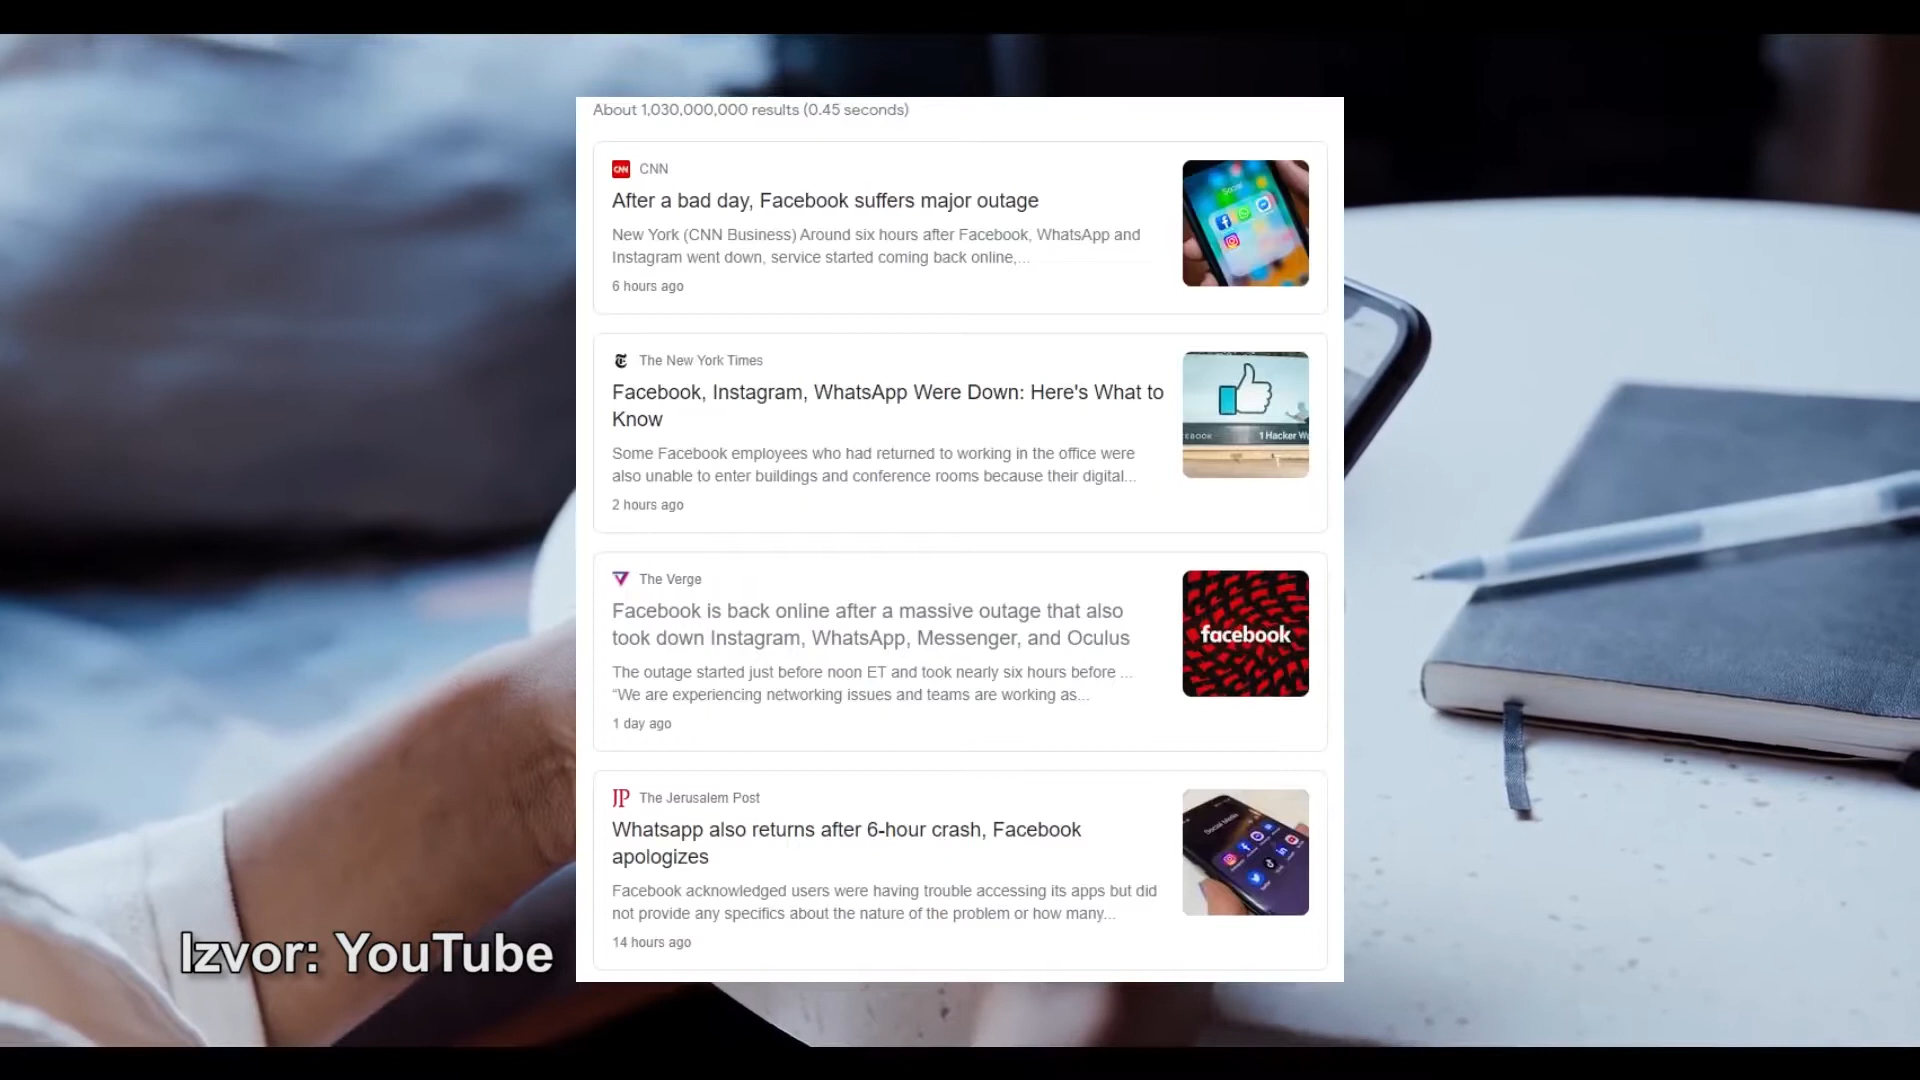 About 1,030,000,000 results (0.45 seconds)
CNN
CNN
After a bad day, Facebook suffers major outage
New York (CNN Business) Around six hours after Facebook, WhatsApp and
Instagram went down, service started coming back online,...
6 hours ago
Social
The New York Times
Facebook, Instagram, WhatsApp Were Down: Here's What to
Know
Some Facebook employees who had returned to working in the office were
also unable to enter buildings and conference rooms because their digital...
2 hours ago
EBOOK 1 Hacker W
The Verge
Facebook is back online after a massive outage that also
took down Instagram, WhatsApp, Messenger, and Oculus
The outage started just before noon ET and took nearly six hours before ...
“We are experiencing networking issues and teams are working as...
1 day ago
facebook
JP The Jerusalem Post
Whatsapp also returns after 6-hour crash, Facebook
apologizes
Facebook acknowledged users were having trouble accessing its apps but did
not provide any specifics about the nature of the problem or how many...
14 hours ago
Social Media
Izvor: YouTube